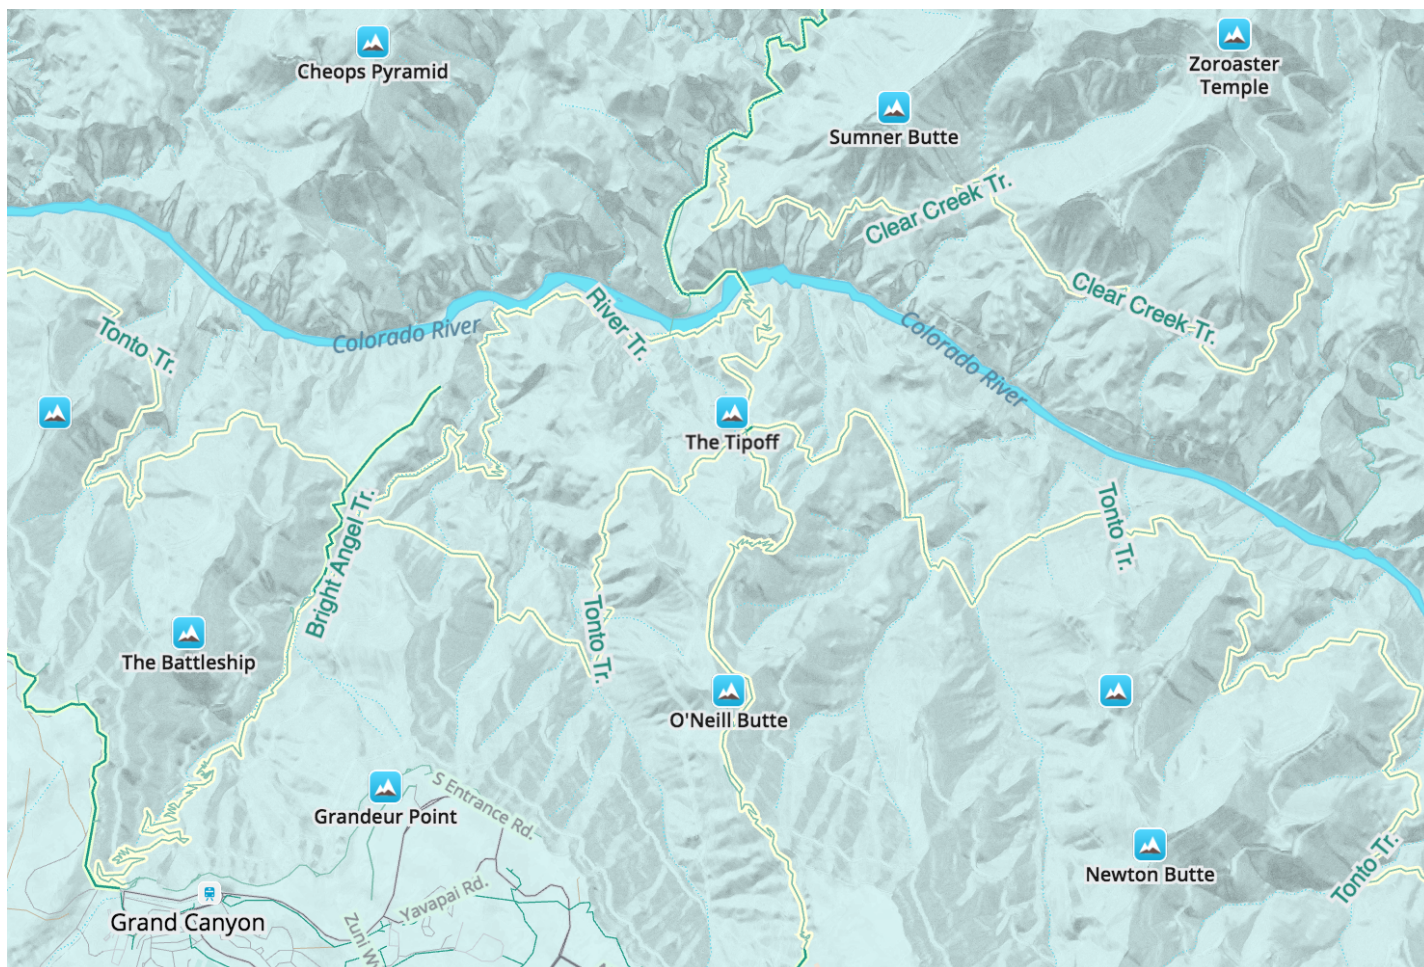 Cheops Pyramid
Zoroaster
Temple
Sumner Butte
Clear Creek Tr.
Clear Creek Tr.
River Tr.
Colorado River
Colorado River
Tonto Tr.
The Tipoff
Tonto Tr.
Bright Angel Tr.
Tonto Tr.
The Battleship
O'Neill Butte
Grandeur Point
S Entrance Rd.
Newton Butte
Tonto Tr.
Yavapai Rd.
Grand Canyon
Zuni W